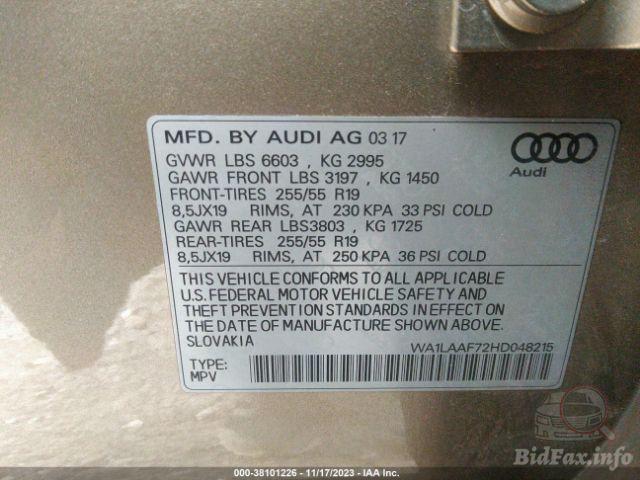 MFD. BY AUDI AG 03 17
GVWR LBS 6603 , KG 2995
GAWR FRONT LBS 3197 , KG 1450
FRONT-TIRES 255/55 R19
8,5JX19 RIMS, AT 230 KPA 33 PSI COLD
GAWR REAR LBS3803 , KG 1725
REAR-TIRES 255/55 R19
8,5JX19 RIMS, AT 250 KPA 36 PSI COLD
Audi
THIS VEHICLE CONFORMS TO ALL APPLICABLE
U.S. FEDERAL MOTOR VEHICLE SAFETY AND
THEFT PREVENTION STANDARDS IN EFFECT ON
THE DATE OF MANUFACTURE SHOWN ABOVE.
SLOVAKIA
WA1LAAF72HD048215
TYPE:
MPV
BidFax.info
000-38101226 - 11/17/2023 - IAA Inc.